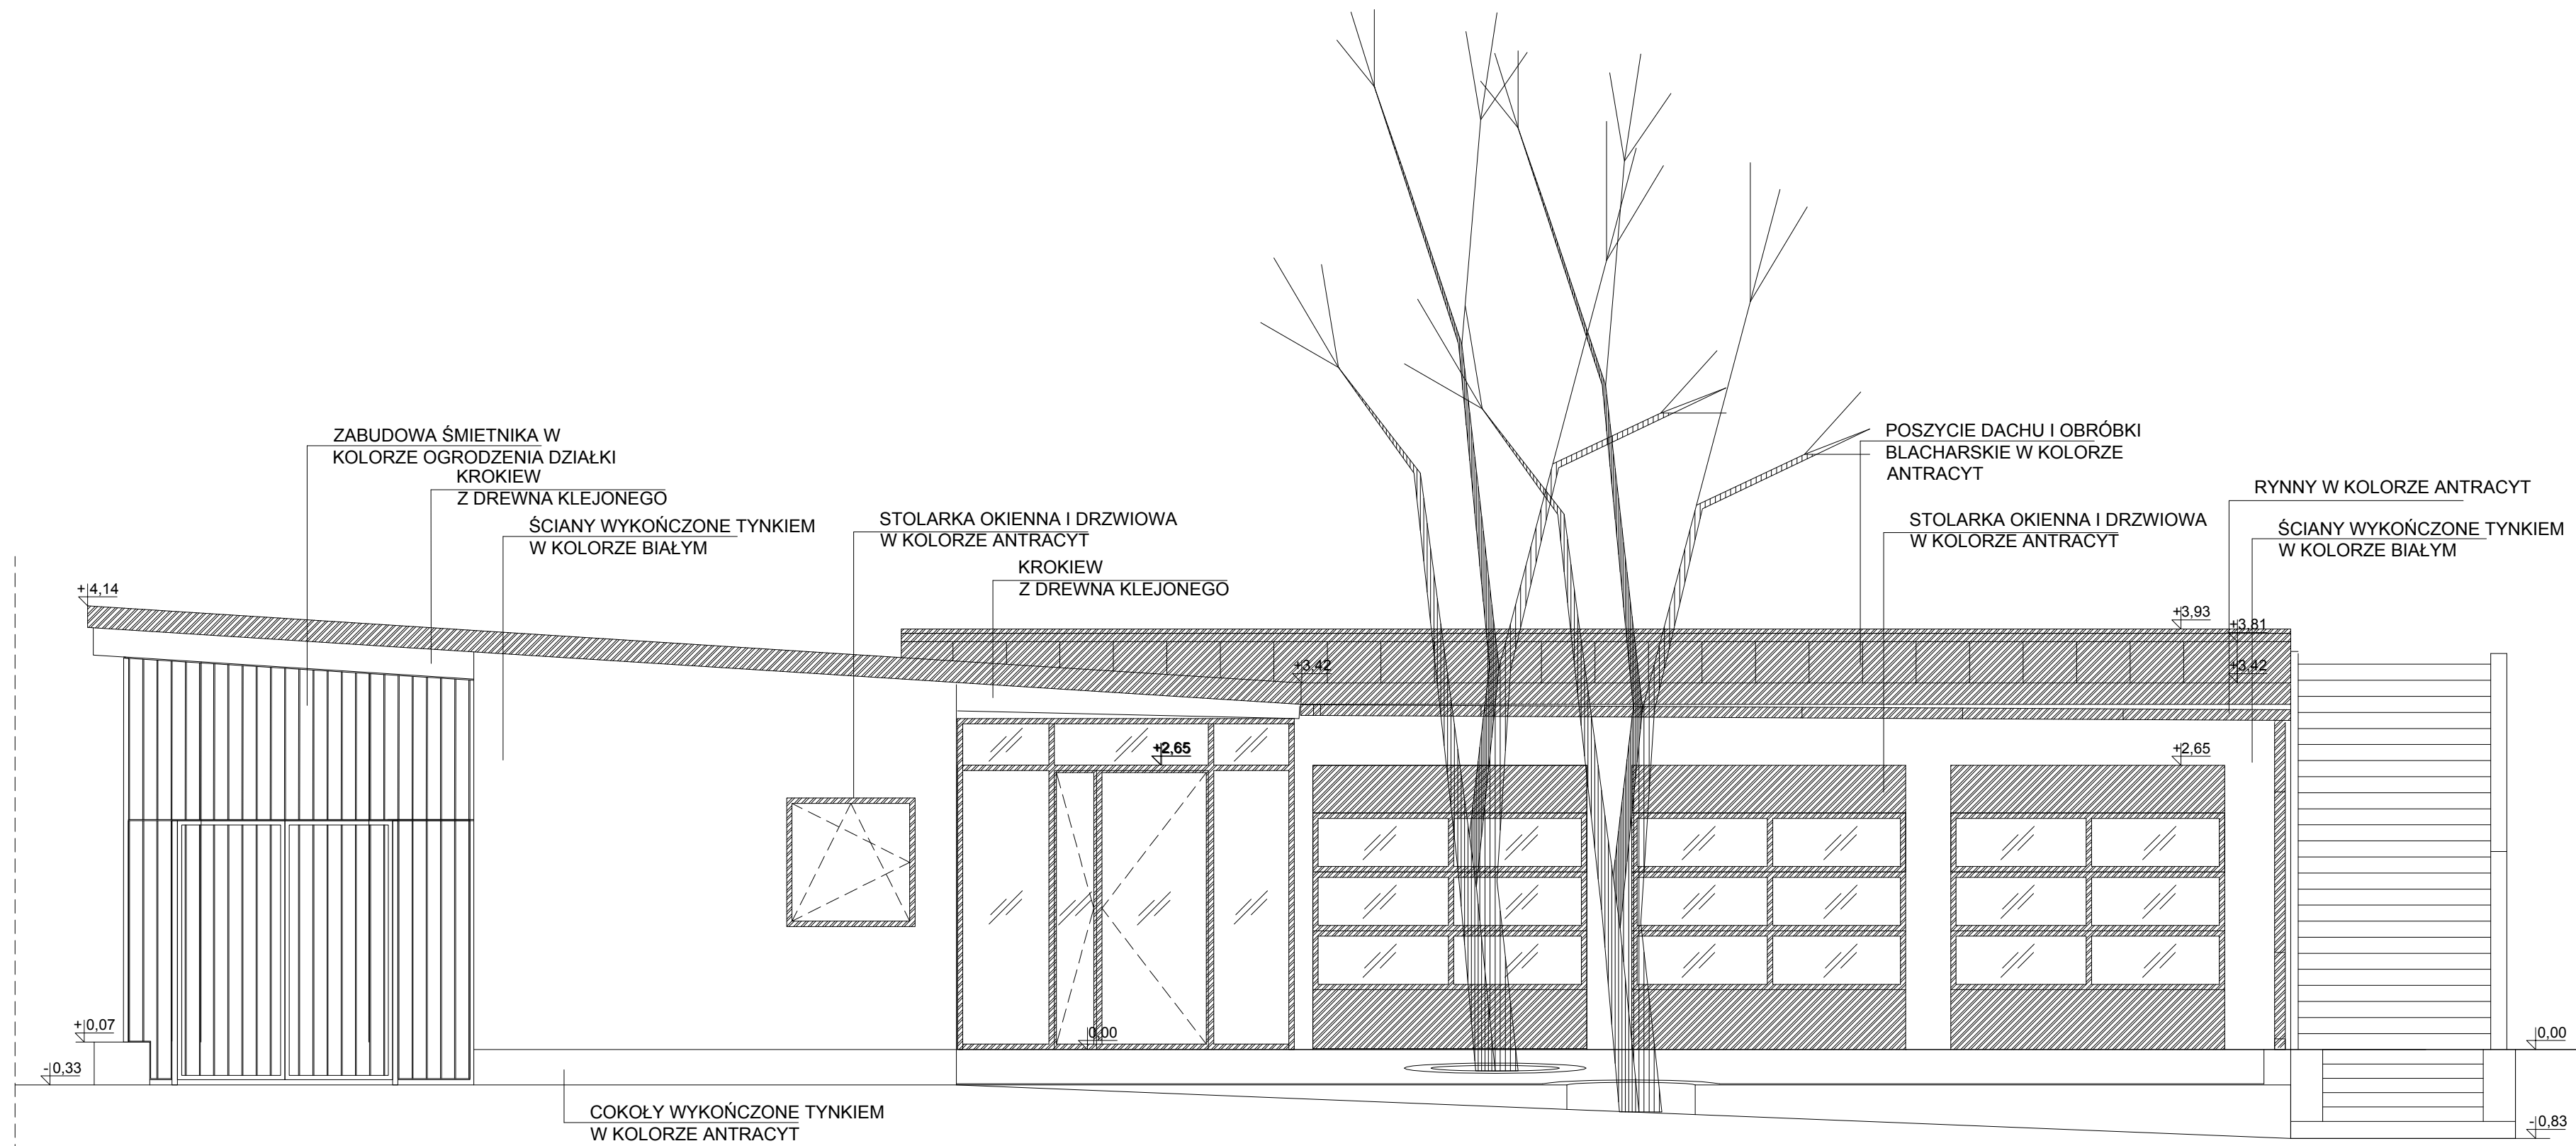 ZABUDOWA ŚMIETNIKA W
KOLORZE OGRODZENIA DZIAŁKI
KROKIEW
Z DREWNA KLEJONEGO
ŚCIANY WYKOŃCZONE TYNKIEM
W KOLORZE BIAŁYM
STOLARKA OKIENNA I DRZWIOWA
W KOLORZE ANTRACYT
KROKIEW
Z DREWNA KLEJONEGO
POSZYCIE DACHU I OBRÓBKI
BLACHARSKIE W KOLORZE
ANTRACYT
RYNNY W KOLORZE ANTRACYT
STOLARKA OKIENNA I DRZWIOWA
W KOLORZE ANTRACYT
ŚCIANY WYKOŃCZONE TYNKIEM
W KOLORZE BIAŁYM
+4,14
+3,93
+3,81
+3,42
+3,42
+2,65
+2,65
+0,07
0,00
0,00
-0,33
-0,83
COKOŁY WYKOŃCZONE TYNKIEM
W KOLORZE ANTRACYT